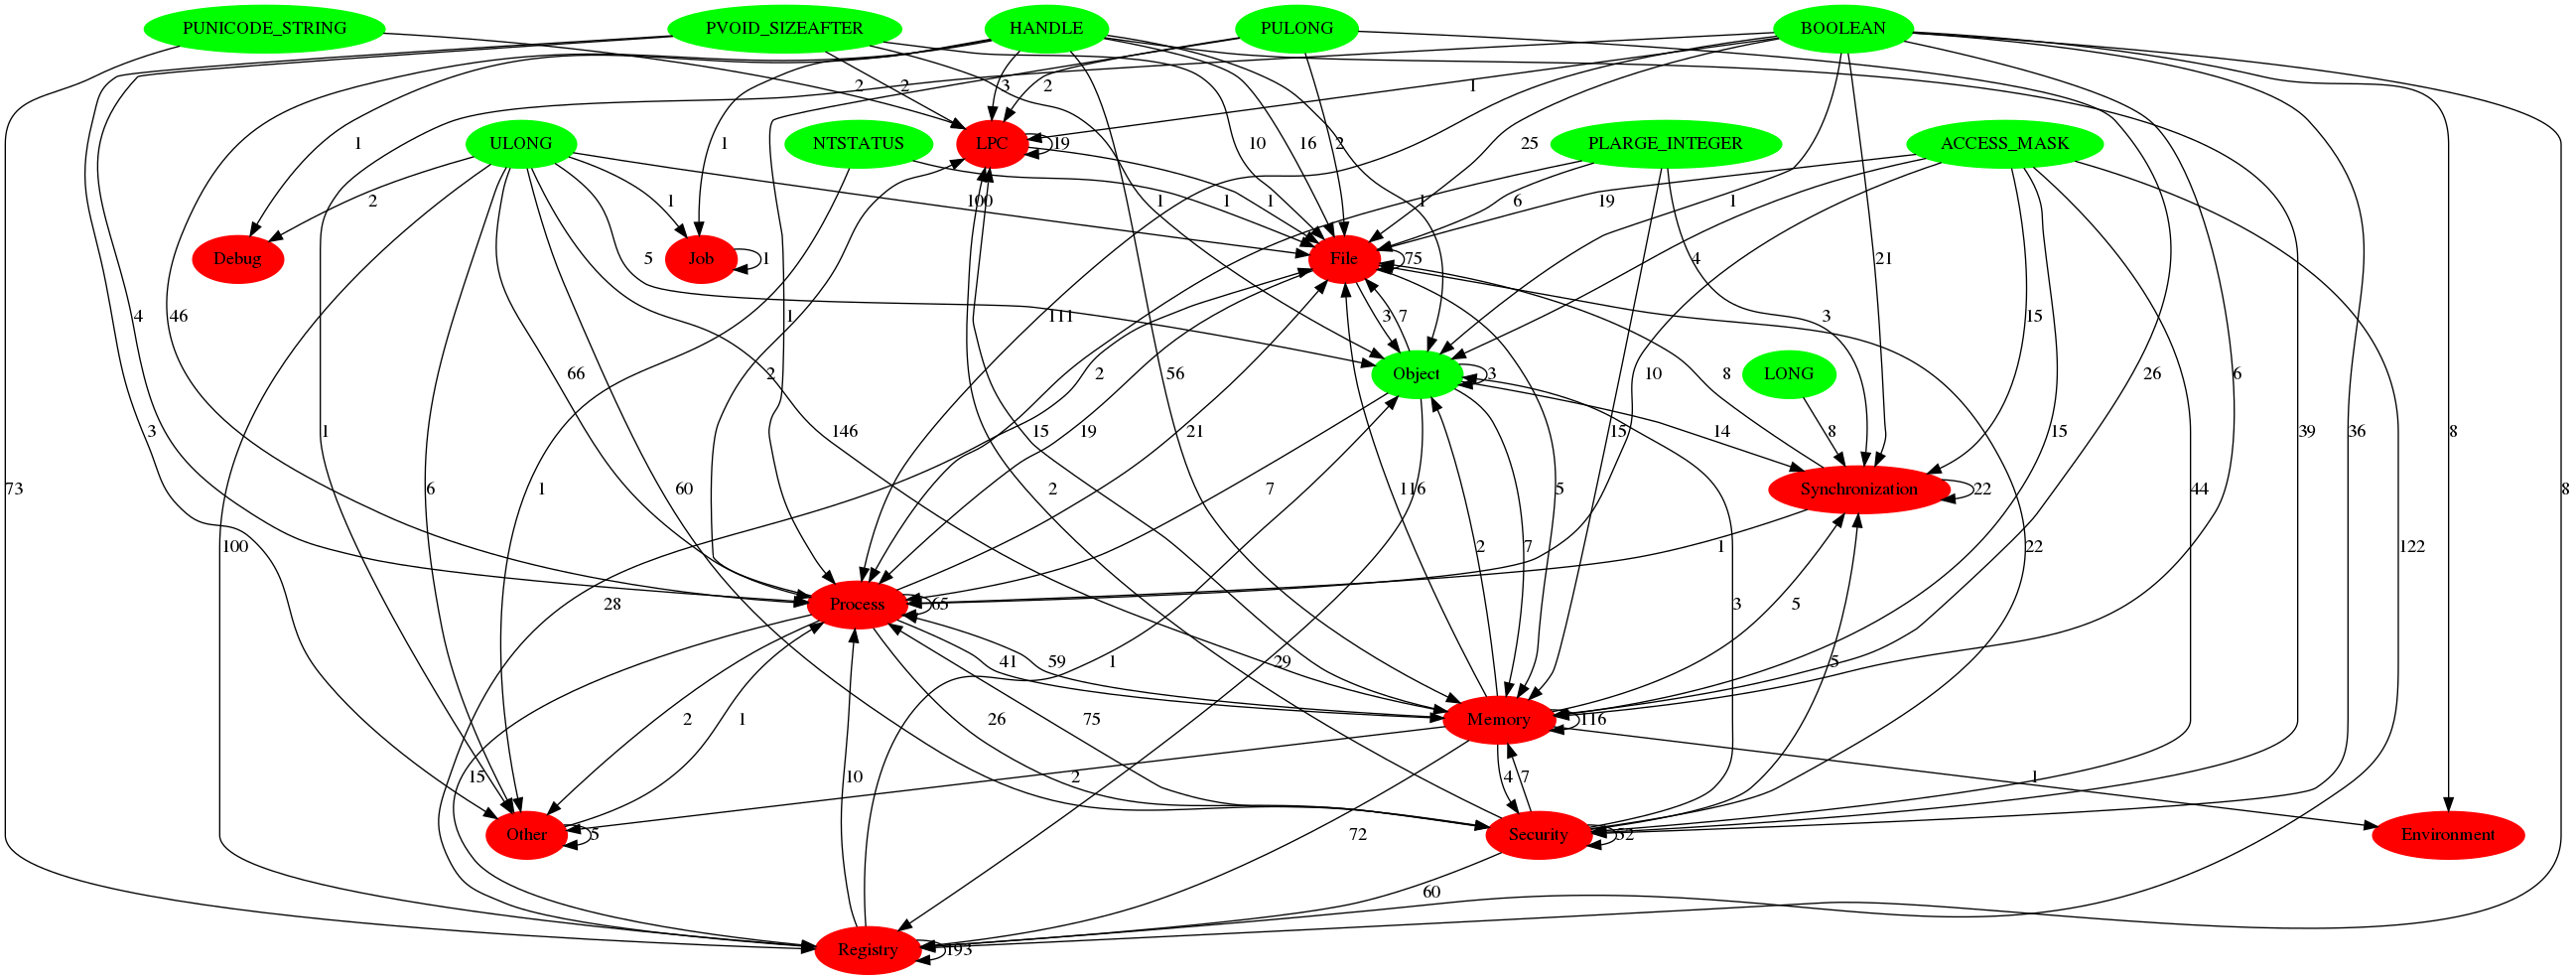 PUNICODE_STRING PVOID_SIZEAFTER HANDLE PULONG BOOLEAN
2 2 3 2 1
ULONG NTSTATUS LPC 19 PLARGE_INTEGER ACCESS_MASK
1 1 10 16 2 25
2 1 100 1 1 1 1 6 19 1
Debug Job 1 File 75 5 4 21
4 46 1 111 3 7 3 15
66 2 2 56 Object 3 8 LONG 10 26 6
3 1 6 60 146 15 19 21 14 8 15 39 36 8
73 1 7 116 5 Synchronization 22 44 8
100 2 2 7 1 22 122
28 Process 65 5
41 59 1 29 3
2 1 26 75 Memory 116 5
15 10 2 4 7 1
Other 5 72 Security 52 Environment
60
Registry 193